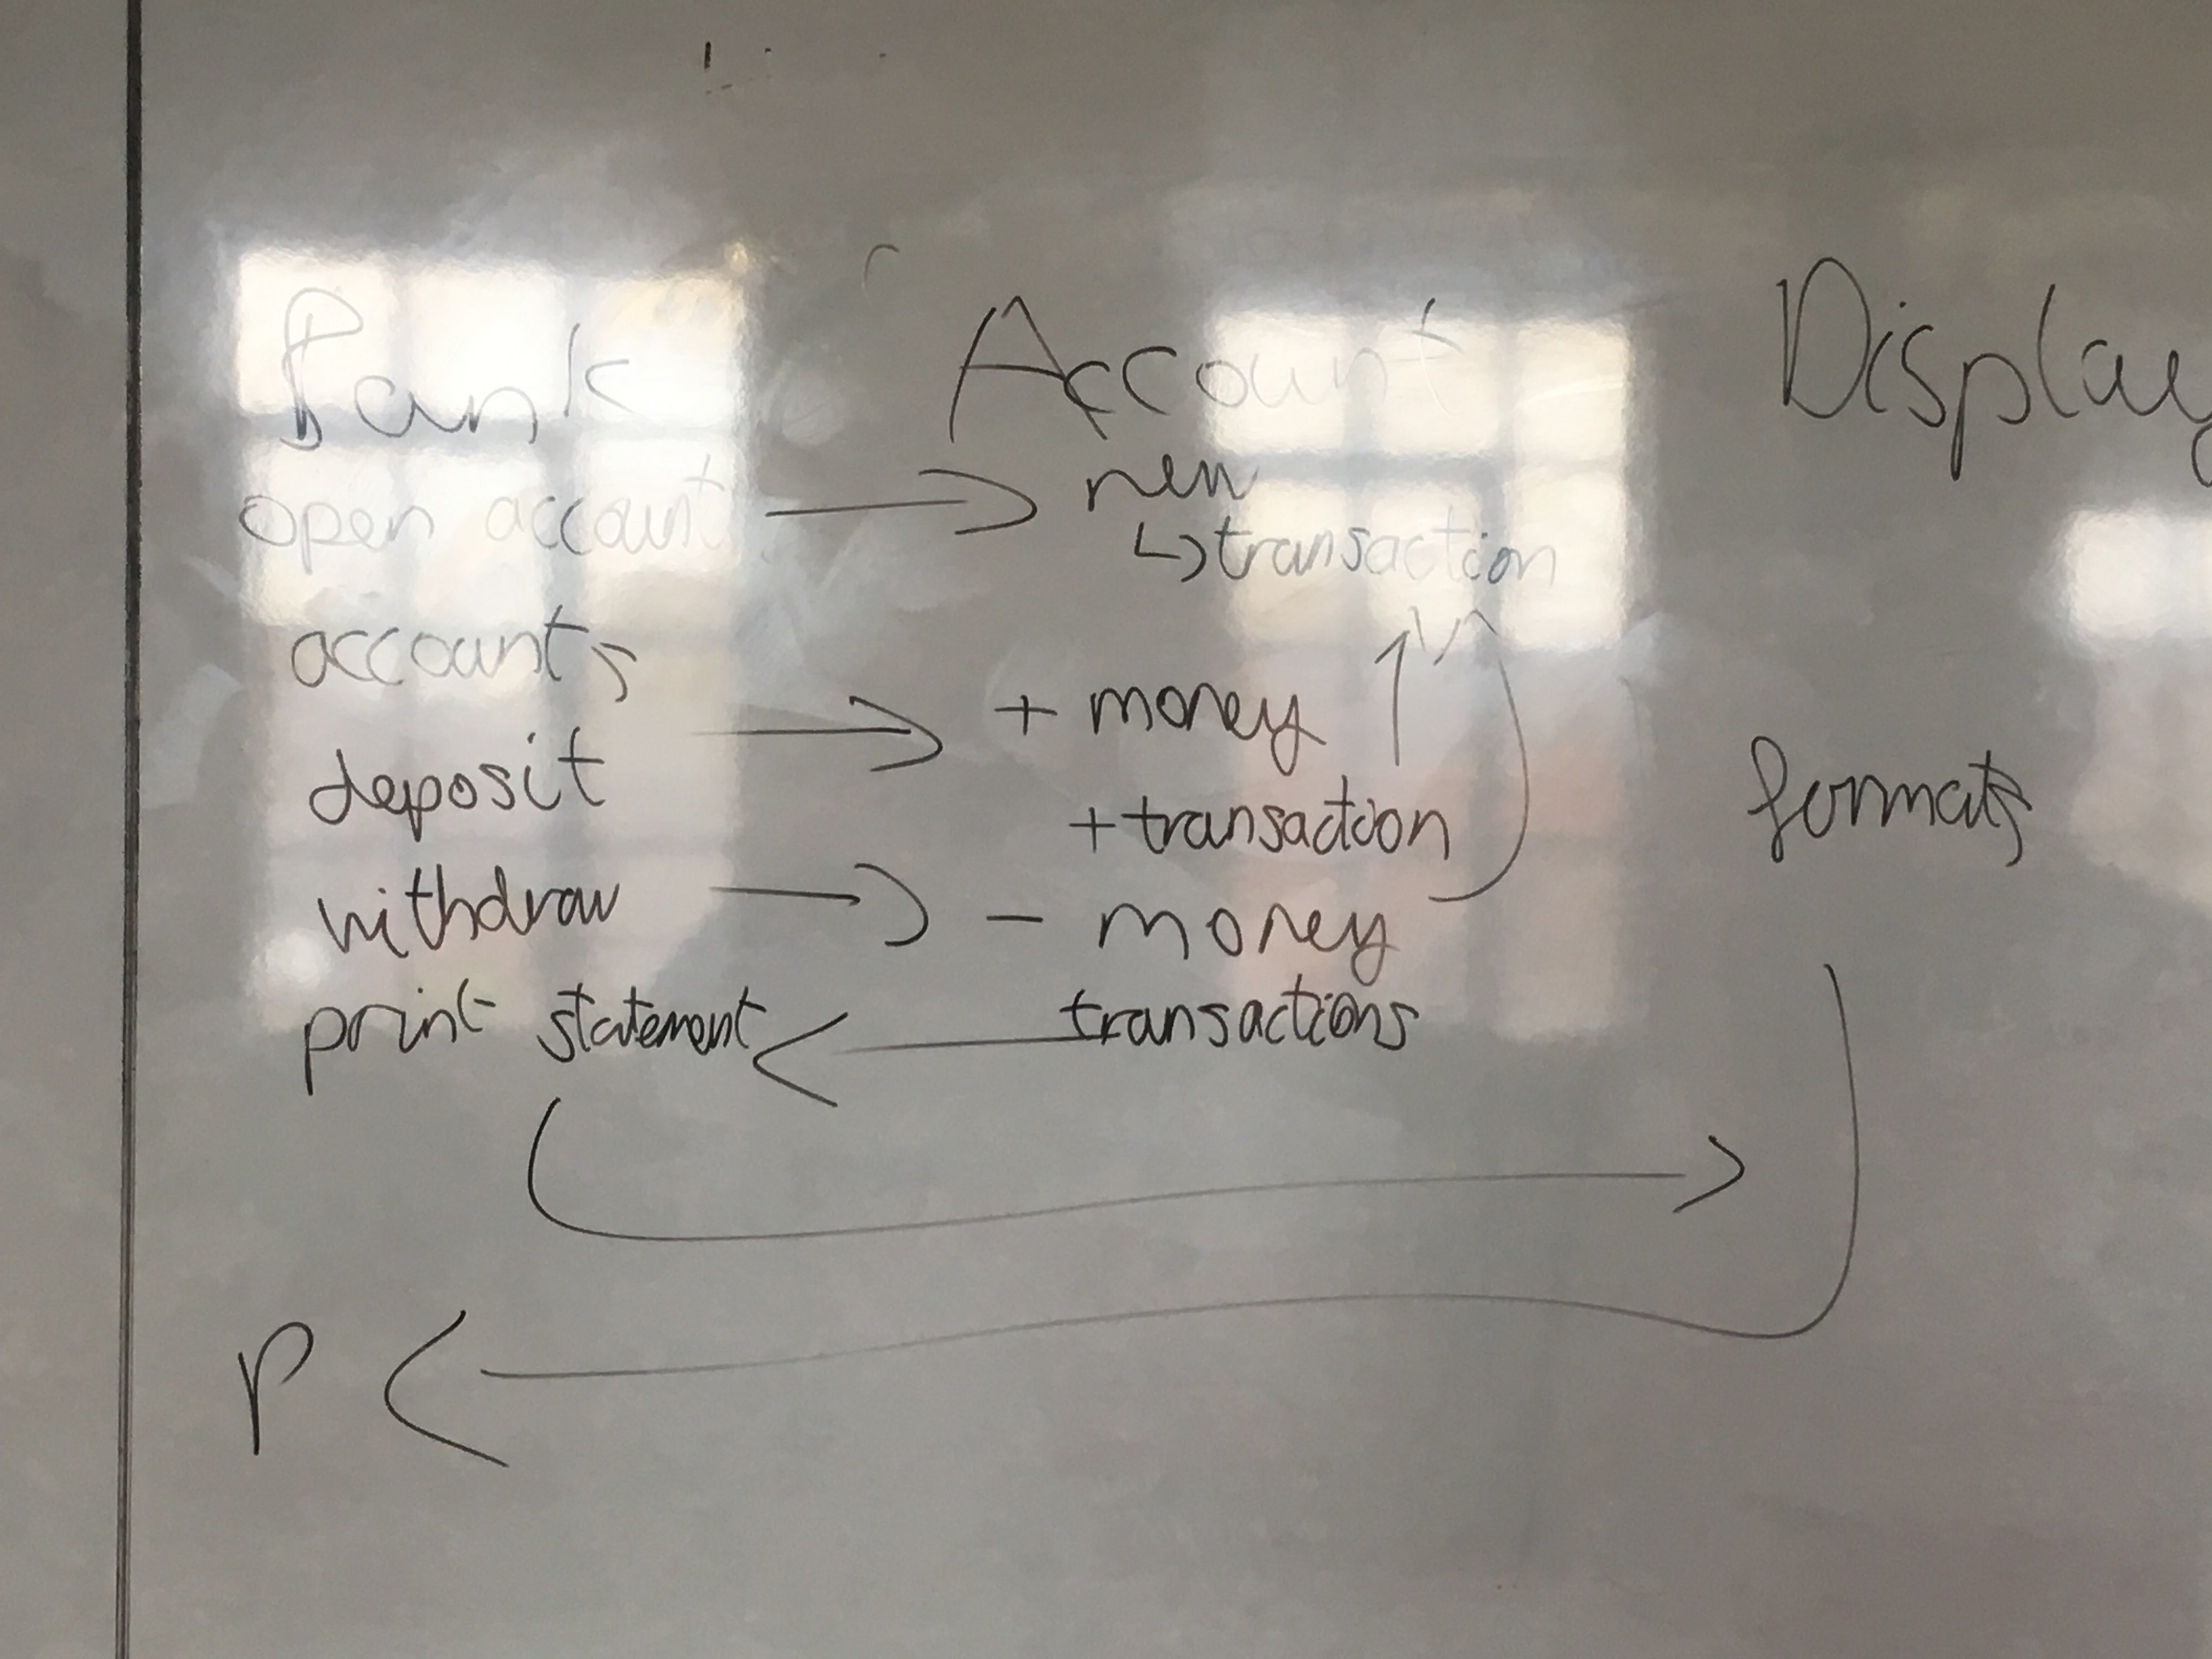 Bank Account Display
open account → new
↳ transaction
accounts
deposit → + money ↑
+ transaction
formats
withdraw → - money
print statement ← transactions
P